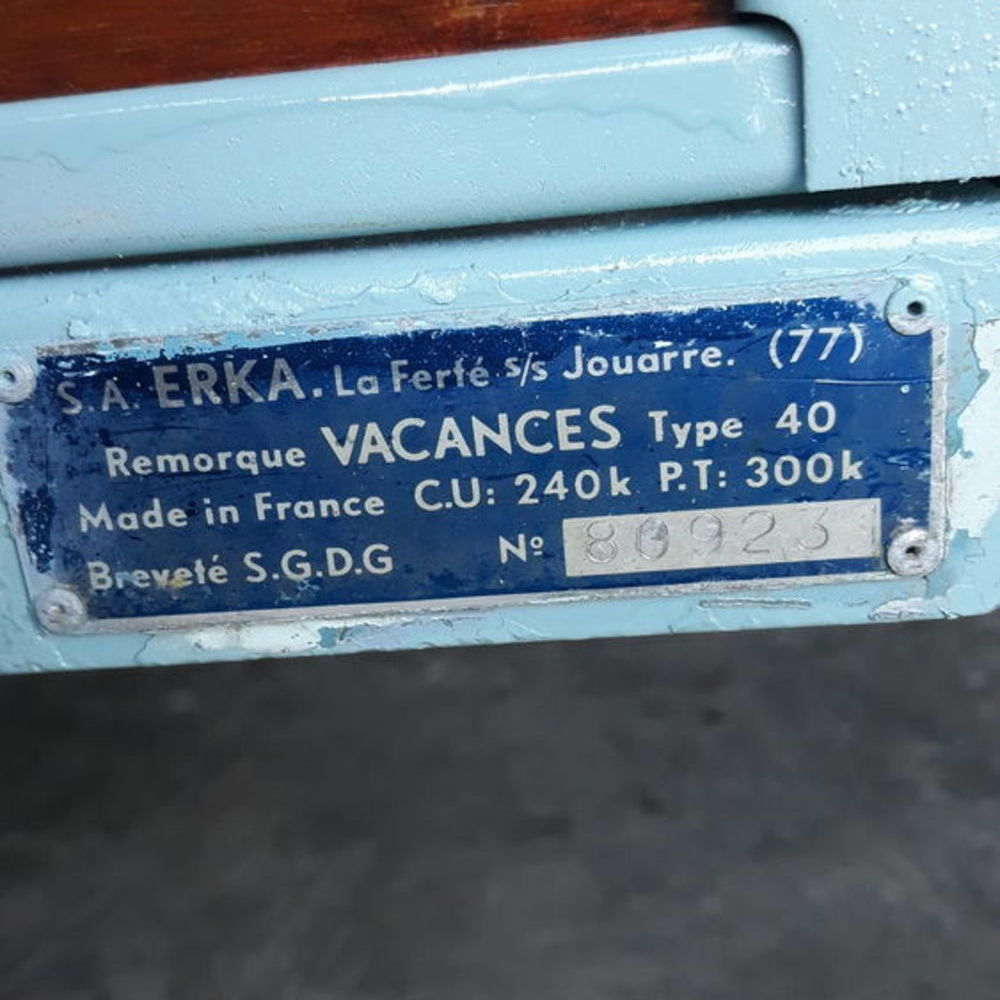 S.A. ERKA. La Ferté s/s Jouarre. (77)
Remorque VACANCES Type 40
Made in France C.U: 240k P.T: 300k
Breveté S.G.D.G Nº 80923